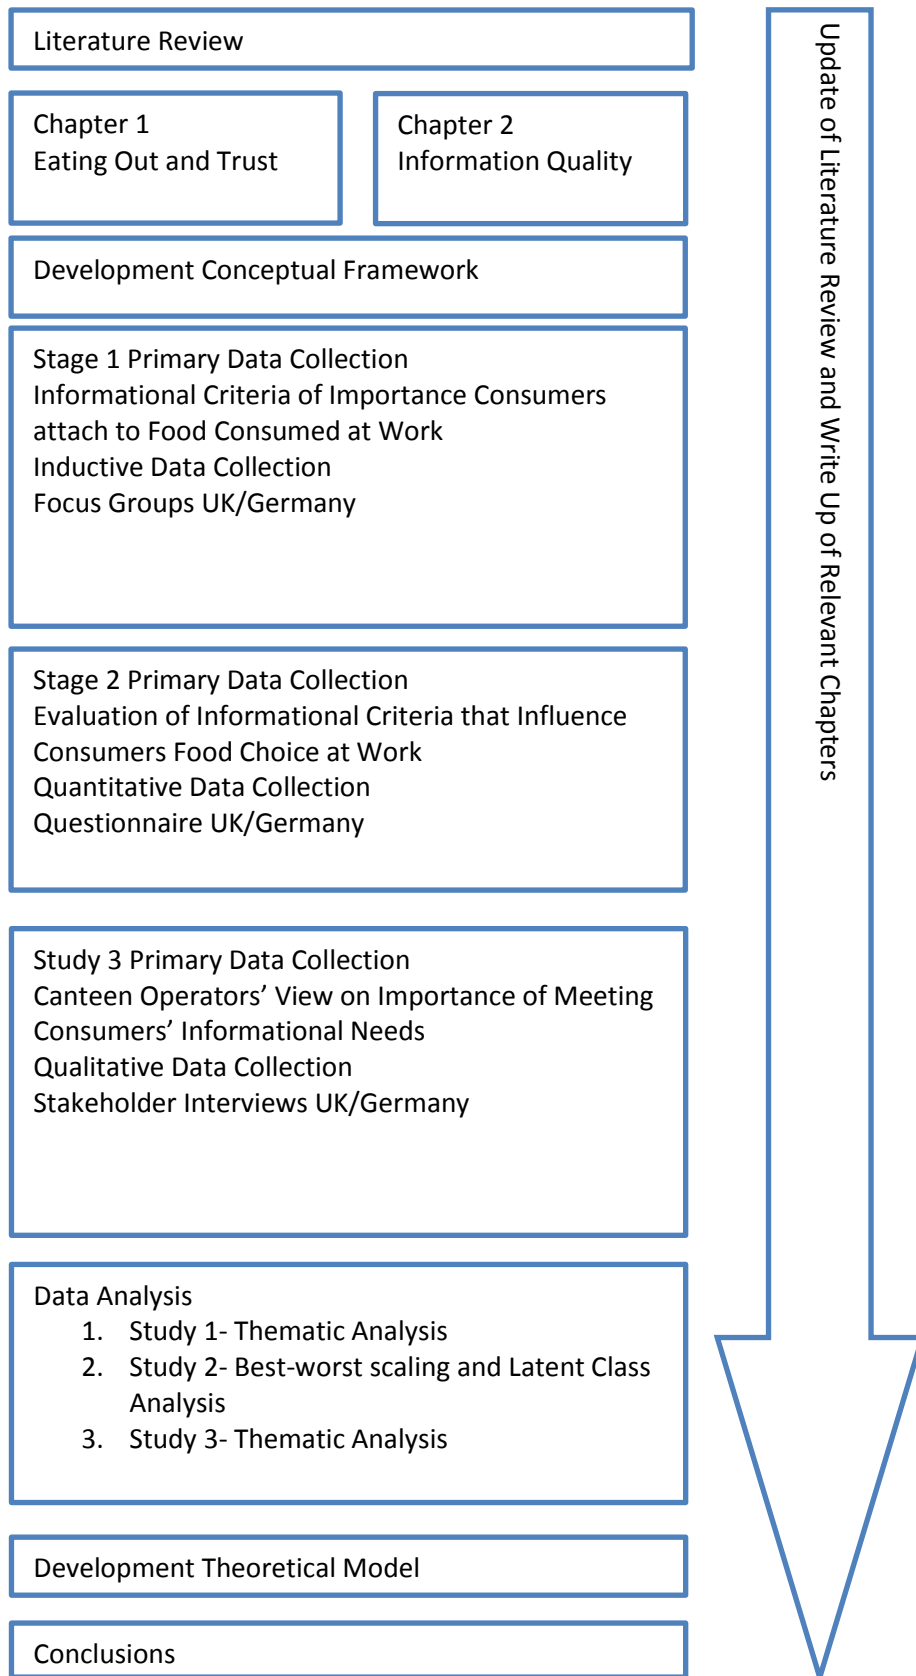 Literature Review
Chapter 1
Eating Out and Trust
Chapter 2
Information Quality
Development Conceptual Framework
Stage 1 Primary Data Collection
Informational Criteria of Importance Consumers
attach to Food Consumed at Work
Inductive Data Collection
Focus Groups UK/Germany
Stage 2 Primary Data Collection
Evaluation of Informational Criteria that Influence
Consumers Food Choice at Work
Quantitative Data Collection
Questionnaire UK/Germany
Study 3 Primary Data Collection
Canteen Operators’ View on Importance of Meeting
Consumers’ Informational Needs
Qualitative Data Collection
Stakeholder Interviews UK/Germany
Data Analysis
1. Study 1- Thematic Analysis
2. Study 2- Best-worst scaling and Latent Class
Analysis
3. Study 3- Thematic Analysis
Development Theoretical Model
Conclusions
Update of Literature Review and Write Up of Relevant Chapters